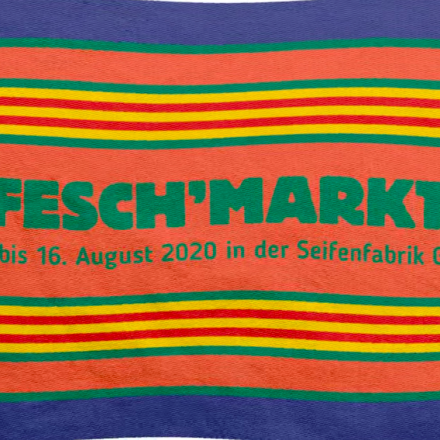 FESCH'MARKT
bis 16. August 2020 in der Seifenfabrik G